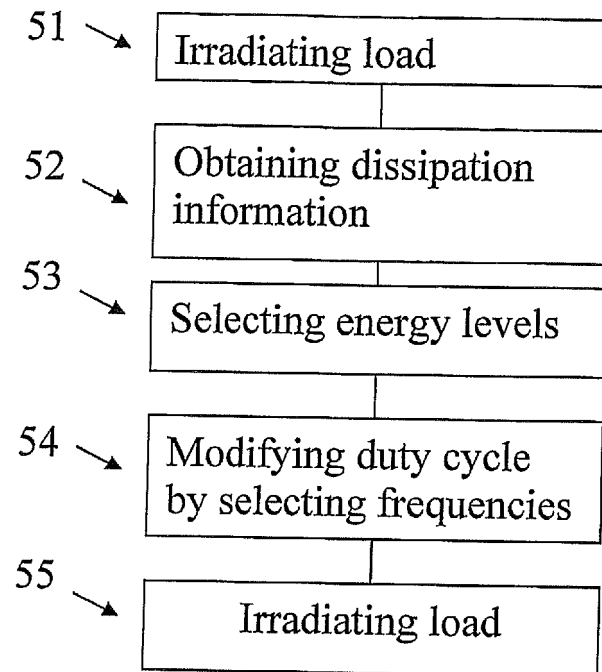 51
Irradiating load
52
Obtaining dissipation
information
53
Selecting energy levels
54
Modifying duty cycle
by selecting frequencies
55
Irradiating load